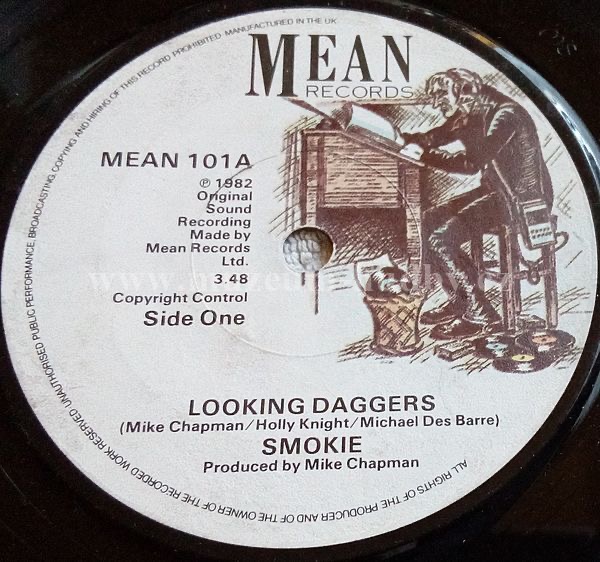 MEAN
RECORDS
MEAN 101A
℗ 1982
Original
Sound
Recording
Made by
Mean Records
Ltd.
3.48
Copyright Control
Side One
LOOKING DAGGERS
(Mike Chapman/Holly Knight/Michael Des Barre)
SMOKIE
Produced by Mike Chapman
ALL RIGHTS OF THE PRODUCER AND OF THE OWNER OF THE RECORDED WORK RESERVED UNAUTHORISED PUBLIC PERFORMANCE, BROADCASTING, COPYING AND HIRING OF THIS RECORD PROHIBITED. MANUFACTURED IN THE UK